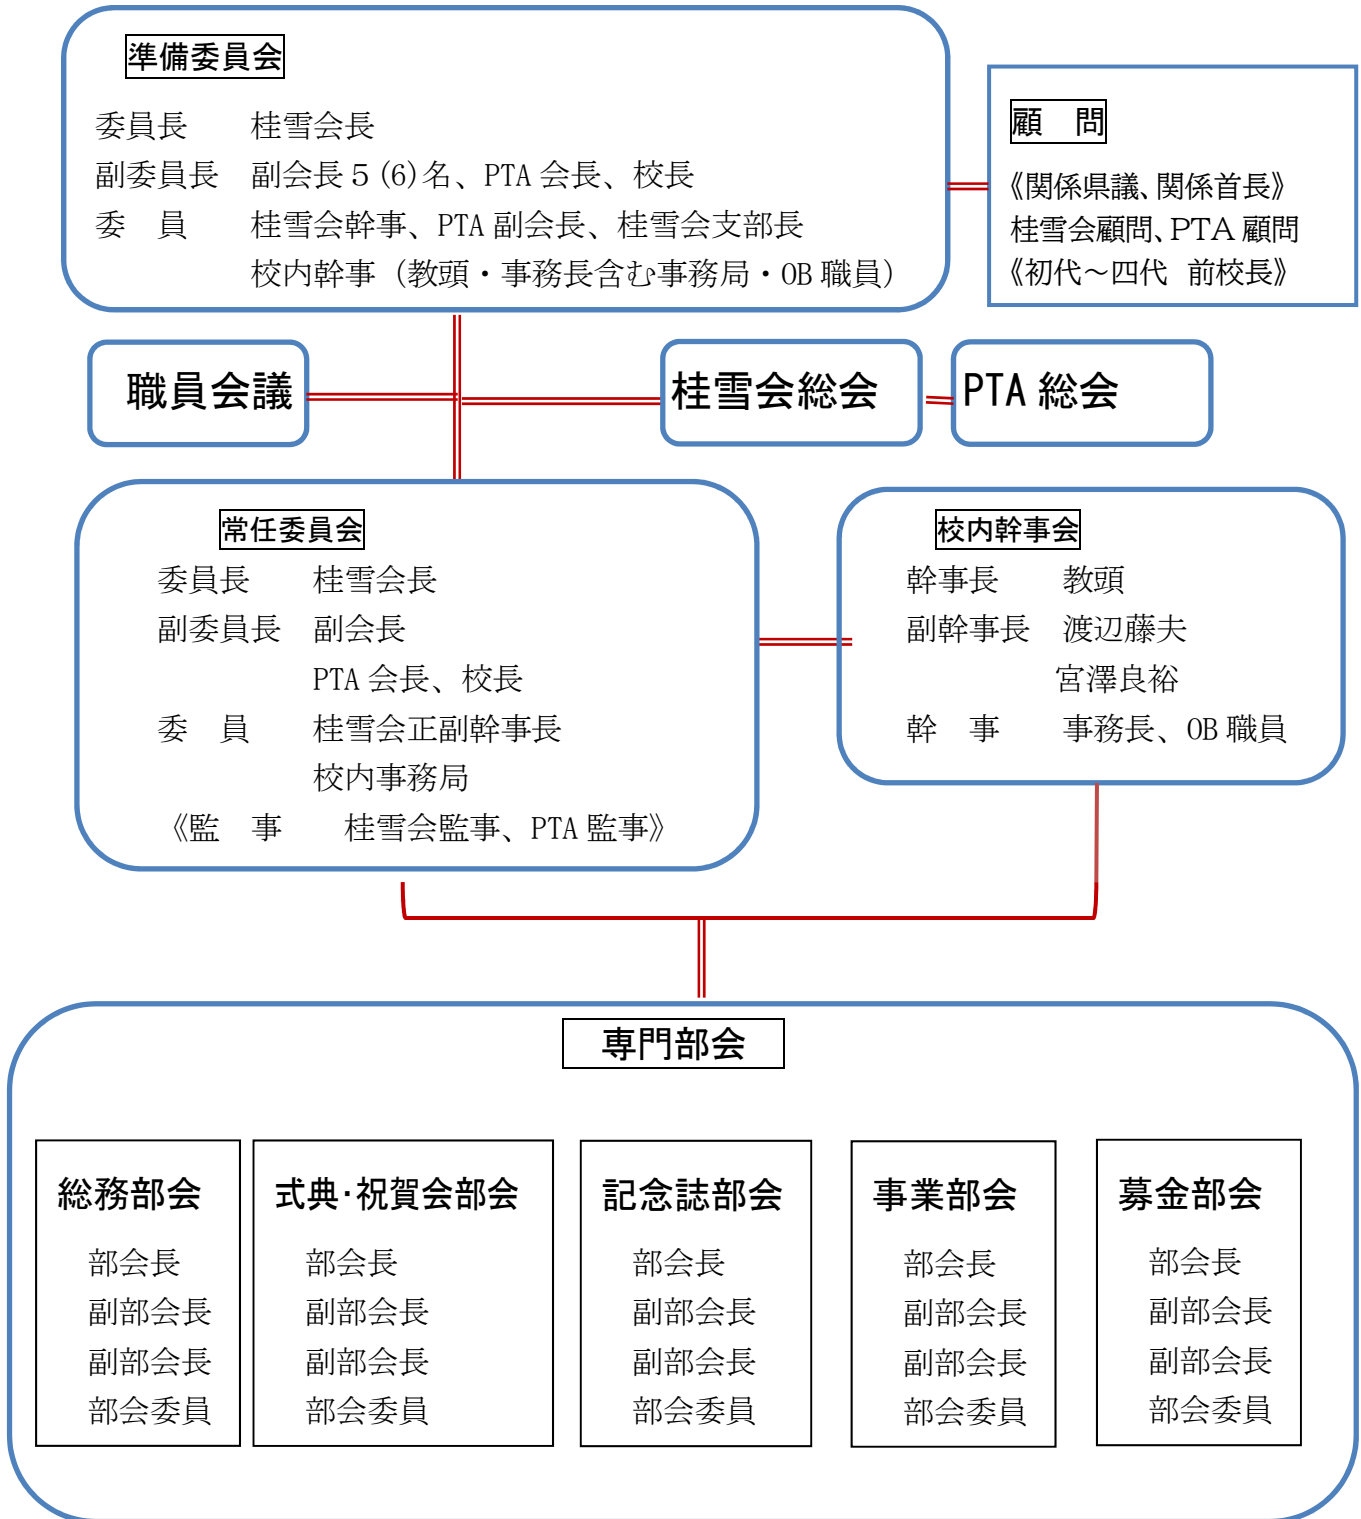 準備委員会
委員長　　桂雪会長
副委員長　副会長５(6)名、PTA 会長、校長
委　員　　桂雪会幹事、PTA 副会長、桂雪会支部長
校内幹事（教頭・事務長含む事務局・OB 職員）
顧　問
《関係県議、関係首長》
桂雪会顧問、PTA 顧問
《初代～四代　前校長》
職員会議
桂雪会総会
PTA 総会
常任委員会
委員長　　桂雪会長
副委員長　副会長
PTA 会長、校長
委　員　　桂雪会正副幹事長
校内事務局
《監　事　　桂雪会監事、PTA 監事》
校内幹事会
幹事長　　教頭
副幹事長　渡辺藤夫
宮澤良裕
幹　事　　事務長、OB 職員
専門部会
総務部会
部会長
副部会長
副部会長
部会委員
式典・祝賀会部会
部会長
副部会長
副部会長
部会委員
記念誌部会
部会長
副部会長
副部会長
部会委員
事業部会
部会長
副部会長
副部会長
部会委員
募金部会
部会長
副部会長
副部会長
部会委員